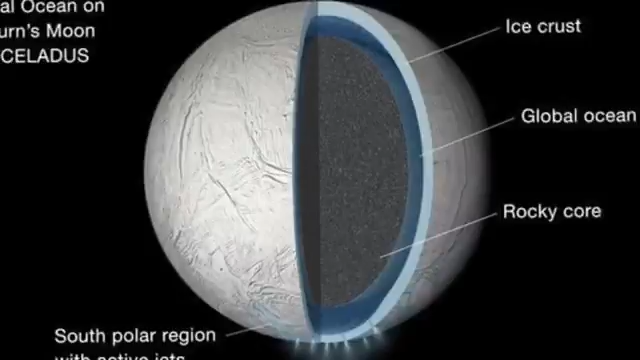 al Ocean on
urn's Moon
CELADUS
Ice crust
Global ocean
Rocky core
South polar region
with active jets